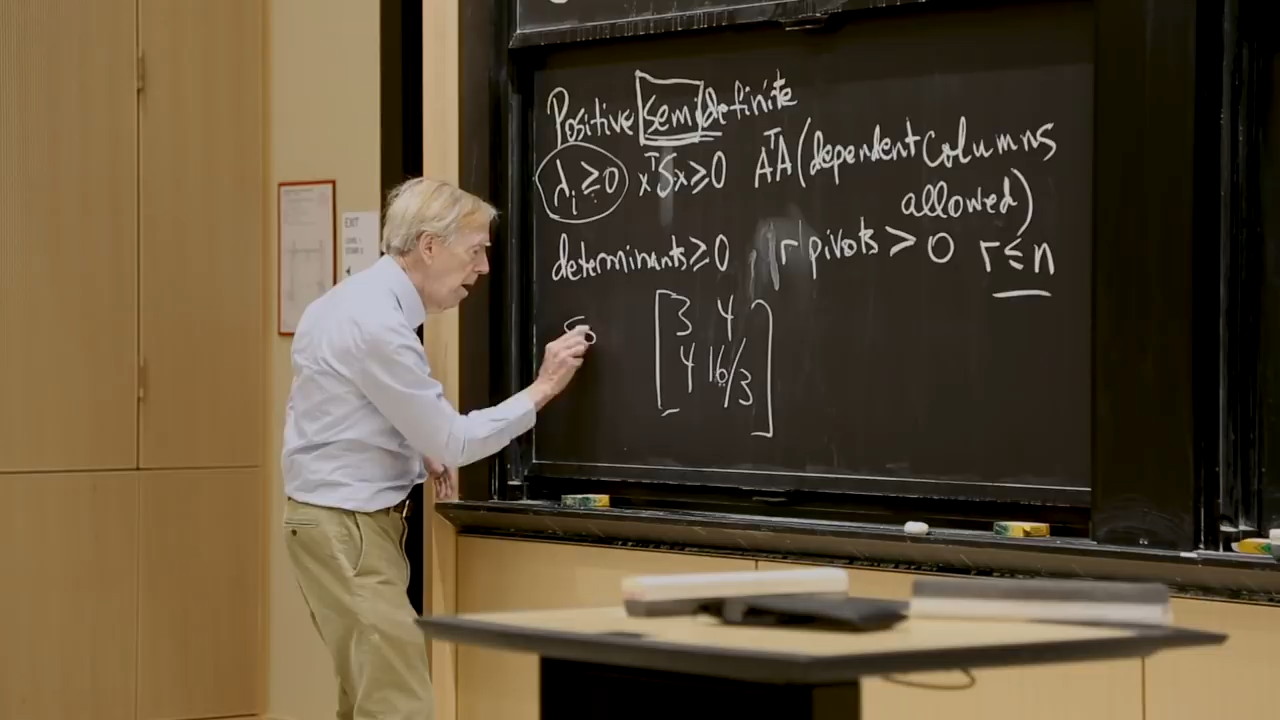 EXIT
Positive semidefinite
λᵢ ≥ 0 xᵀSx ≥ 0 AᵀA (dependent columns
allowed)
determinants ≥ 0 r pivots > 0 r ≤ n
3 4
4 16/3